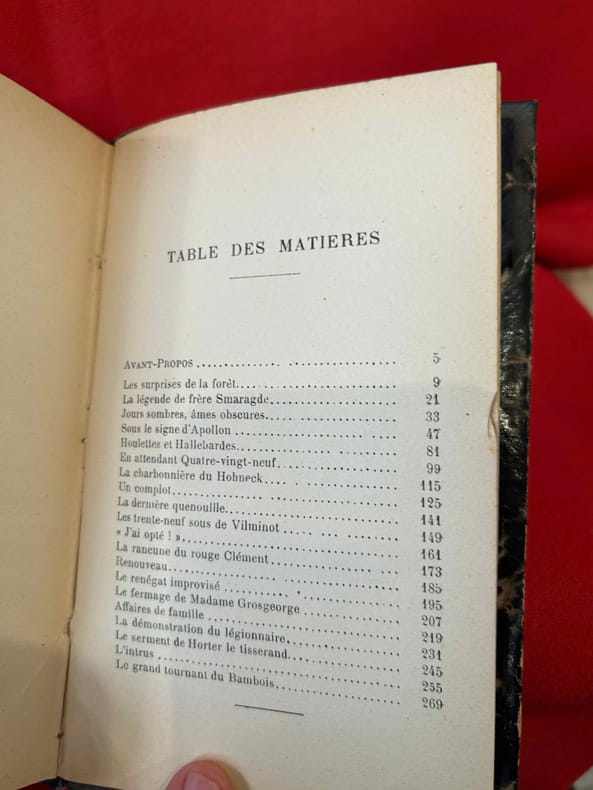 TABLE DES MATIERES
AVANT-PROPOS 5
Les surprises de la forêt 9
La légende de frère Smaragde 21
Jours sombres, âmes obscures 33
Sous le signe d'Apollon 47
Houlettes et Hallebardes 81
En attendant Quatre-vingt-neuf 99
La charbonnière du Hohneck 115
Un complot 125
La dernière quenouille 141
Les trente-neuf sous de Vilminot 149
« J'ai opté ! » 161
La rancune du rouge Clément 173
Renouveau 185
Le renégat improvisé 195
Le fermage de Madame Grosgeorge 207
Affaires de famille 219
La démonstration du légionnaire 231
Le serment de Horter le tisserand 245
L'intrus 255
Le grand tournant du Bambois 269